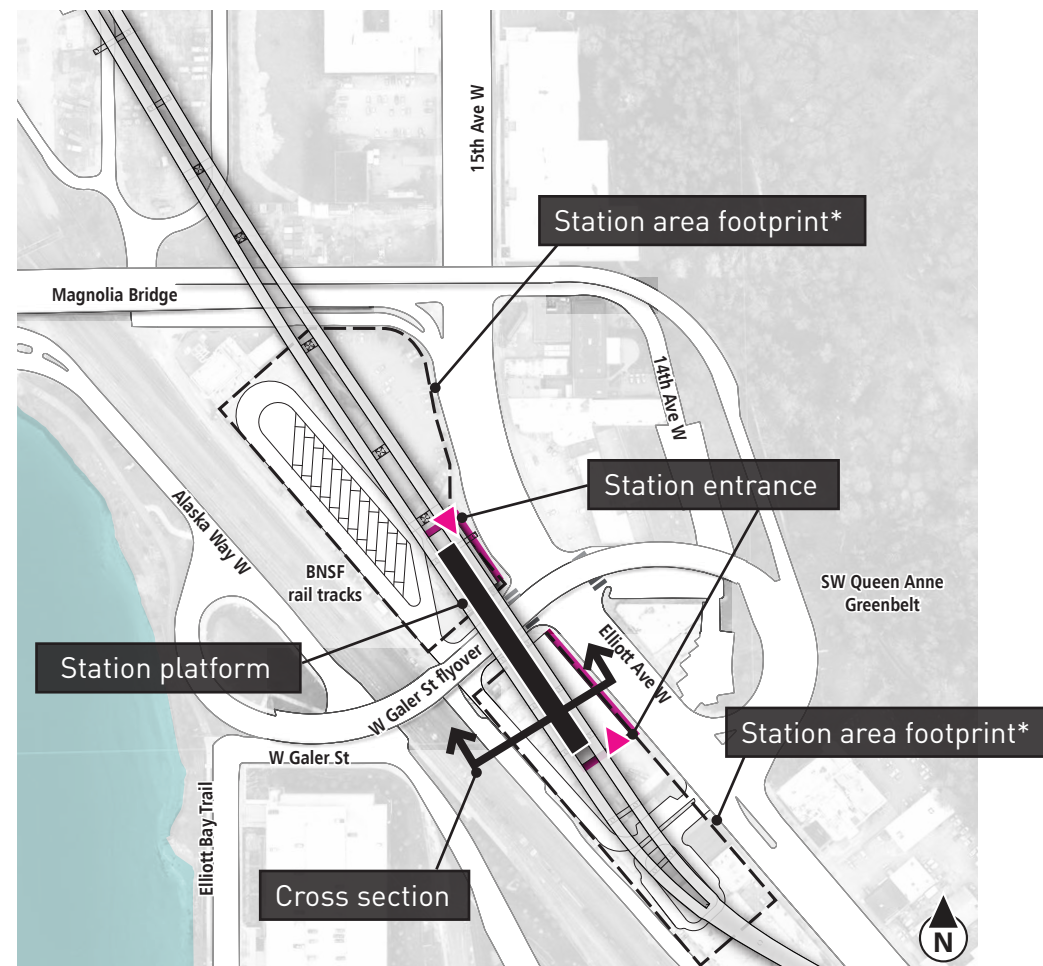 15th Ave W
Station area footprint*
Magnolia Bridge
14th Ave W
Station entrance
Alaska Way W
BNSF
rail tracks
SW Queen Anne
Greenbelt
Station platform
Elliott Ave W
W Galer St flyover
Station area footprint*
W Galer St
Elliott Bay Trail
Cross section
N